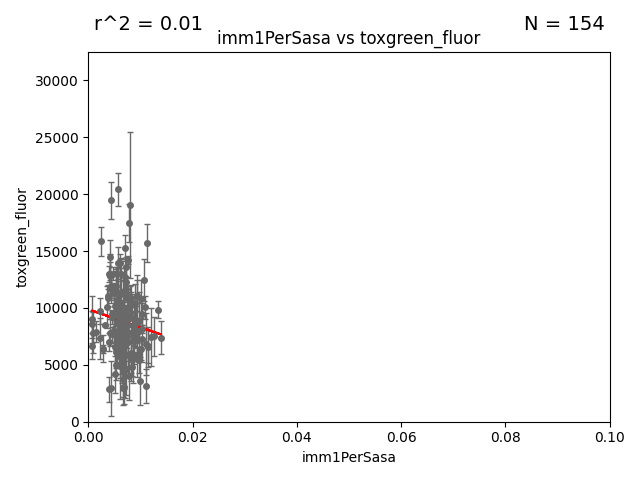 r^2 = 0.01
N = 154
imm1PerSasa vs toxgreen_fluor
30000
25000
20000
15000
10000
5000
0
toxgreen_fluor
0.00
0.02
0.04
0.06
0.08
0.10
imm1PerSasa